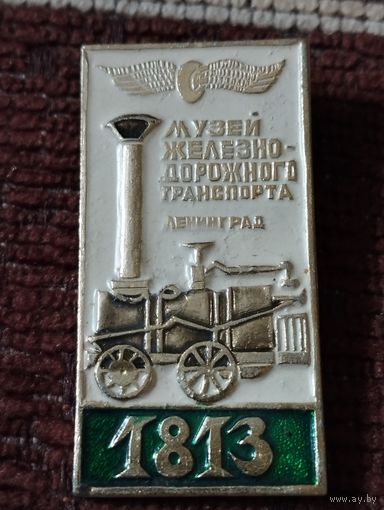 МУЗЕЙ
ЖЕЛЕЗНО-
ДОРОЖНОГО
ТРАНСПОРТА
ЛЕНИНГРАД
1813
www.ay.by